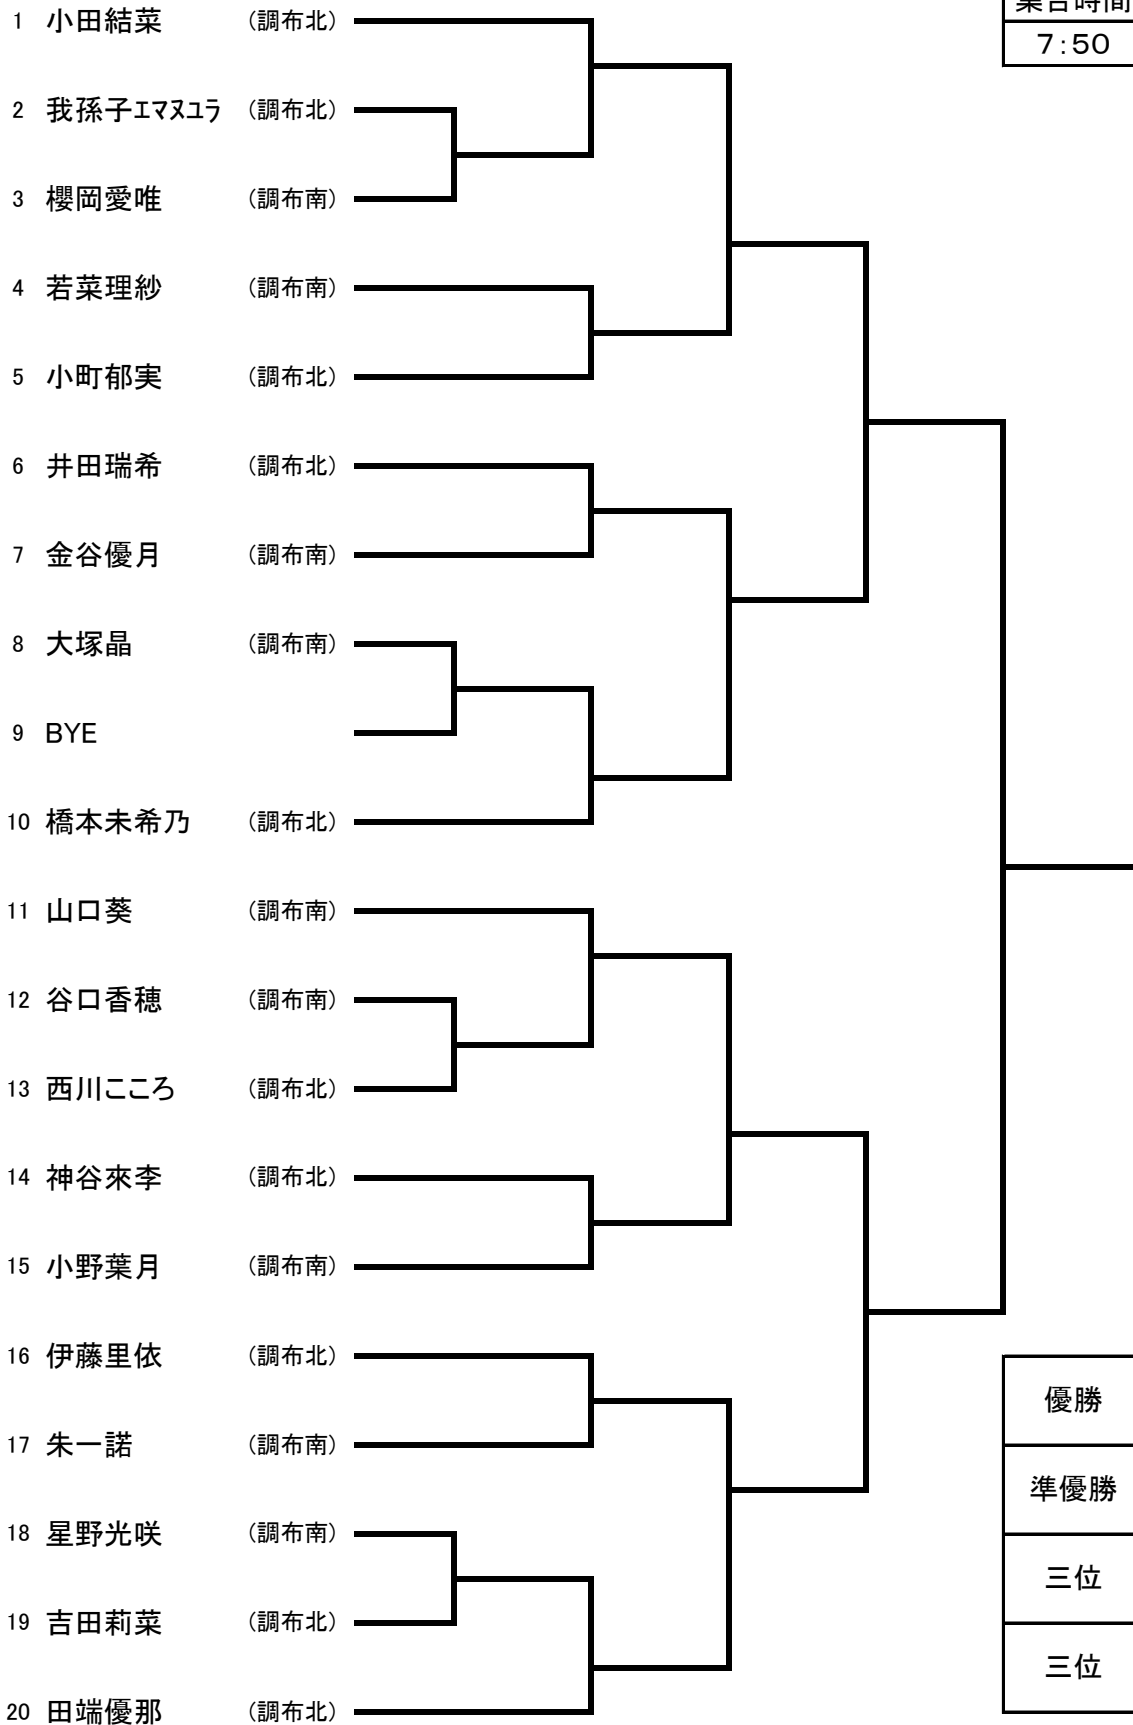 集合時間
7:50
1 小田結菜 (調布北)
2 我孫子エマヌユラ (調布北)
3 櫻岡愛唯 (調布南)
4 若菜理紗 (調布南)
5 小町郁実 (調布北)
6 井田瑞希 (調布北)
7 金谷優月 (調布南)
8 大塚晶 (調布南)
9 BYE
10 橋本未希乃 (調布北)
11 山口葵 (調布南)
12 谷口香穂 (調布南)
13 西川こころ (調布北)
14 神谷來李 (調布北)
15 小野葉月 (調布南)
16 伊藤里依 (調布北)
17 朱一諾 (調布南)
18 星野光咲 (調布南)
19 吉田莉菜 (調布北)
20 田端優那 (調布北)
優勝
準優勝
三位
三位